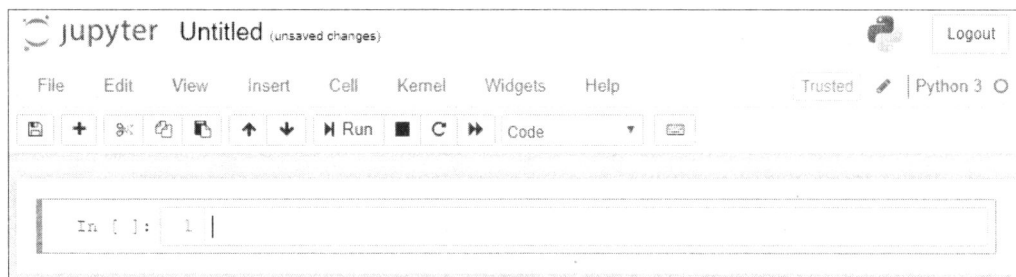 jupyter Untitled (unsaved changes) Logout
File Edit View Insert Cell Kernel Widgets Help Trusted Python 3
Run Code
In [ ]: 1